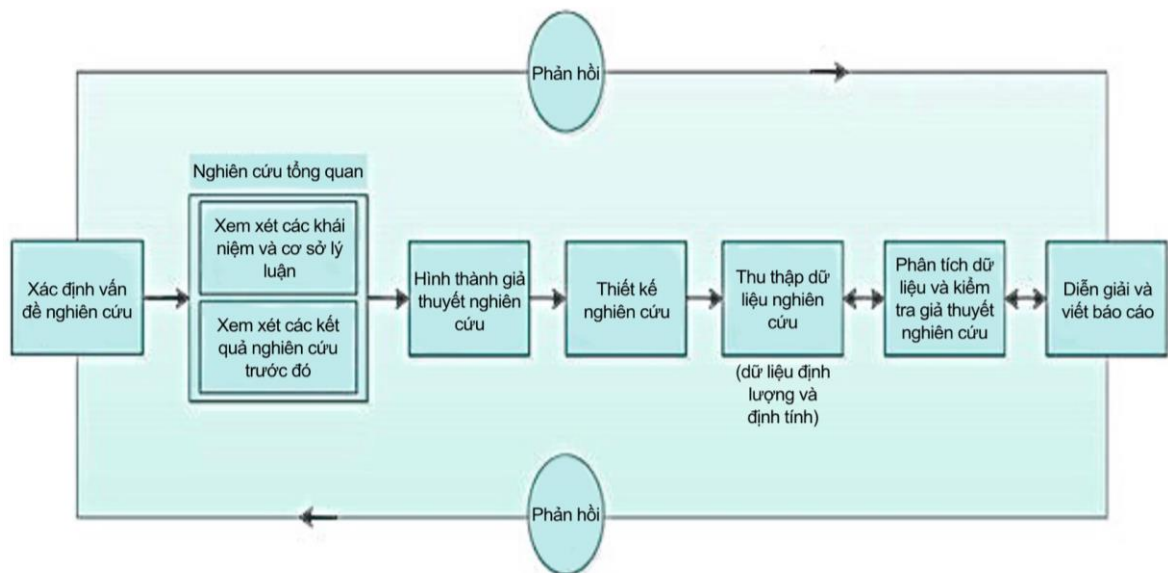 Phản hồi
Nghiên cứu tổng quan
Xác định vấn
đề nghiên cứu
Xem xét các khái
niệm và cơ sở lý
luận
Xem xét các kết
quả nghiên cứu
trước đó
Hình thành giả
thuyết nghiên
cứu
Thiết kế
nghiên cứu
Thu thập dữ
liệu nghiên
cứu
(dữ liệu định
lượng và
định tính)
Phân tích dữ
liệu và kiểm
tra giả thuyết
nghiên cứu
Diễn giải và
viết báo cáo
Phản hồi